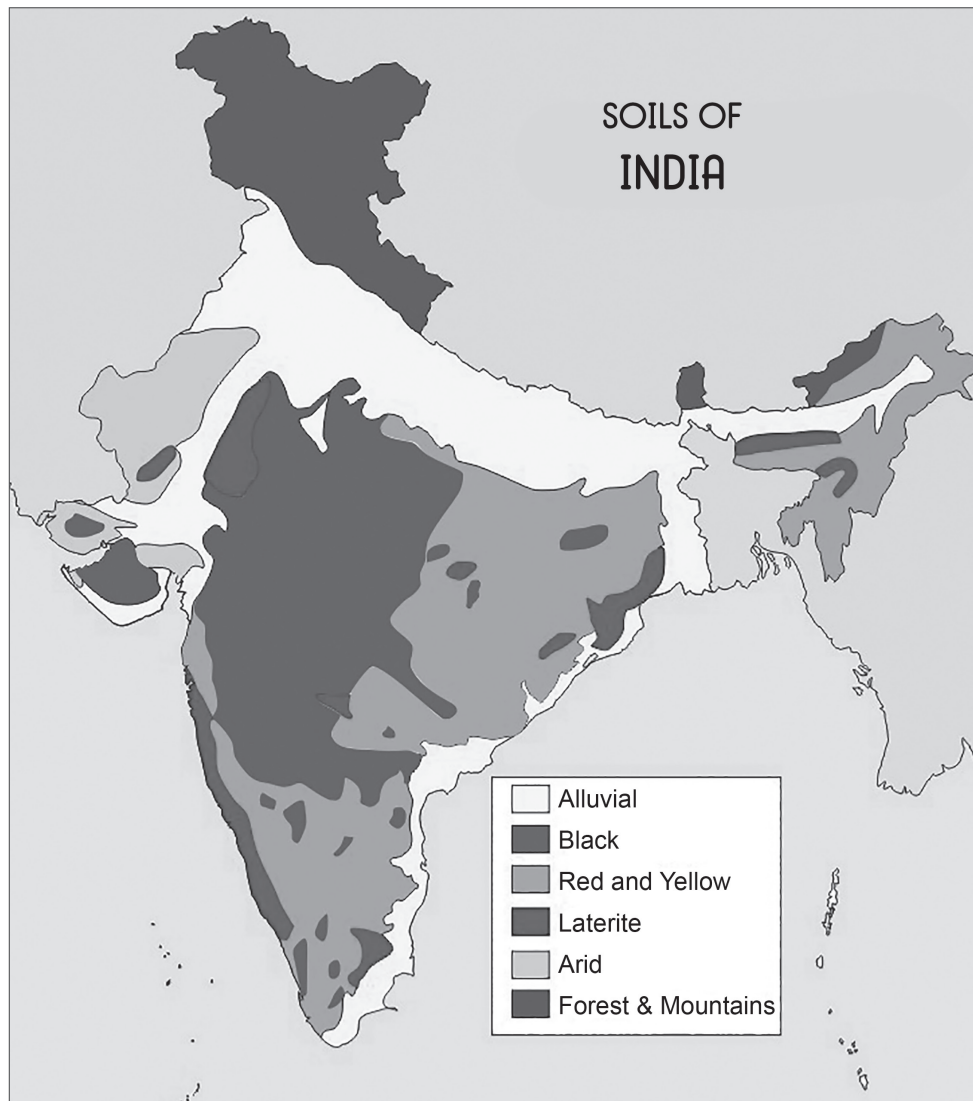 SOILS OF
INDIA
Alluvial
Black
Red and Yellow
Laterite
Arid
Forest & Mountains